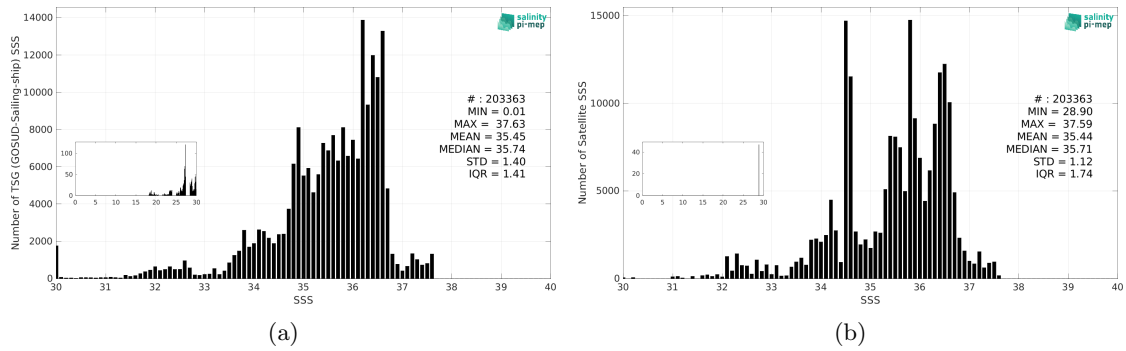 14000
12000
10000
8000
6000
4000
2000
0
Number of TSG (GOSUD-Sailing-ship) SSS
100
50
0
0 5 10 15 20 25 30
salinity
pi-mep
# : 203363
MIN = 0.01
MAX = 37.63
MEAN = 35.45
MEDIAN = 35.74
STD = 1.40
IQR = 1.41
30 31 32 33 34 35 36 37 38 39 40
SSS
(a)
15000
10000
5000
0
Number of Satellite SSS
40
20
0
0 5 10 15 20 25 30
salinity
pi-mep
# : 203363
MIN = 28.90
MAX = 37.59
MEAN = 35.44
MEDIAN = 35.71
STD = 1.12
IQR = 1.74
30 31 32 33 34 35 36 37 38 39 40
SSS
(b)